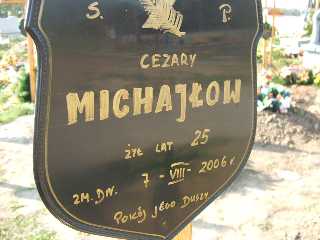 S. P.
CEZARY
MICHAJŁOW
ŻYŁ LAT 25
ZM. DN. 7-VIII-2006 r.
POKÓJ JEGO DUSZY